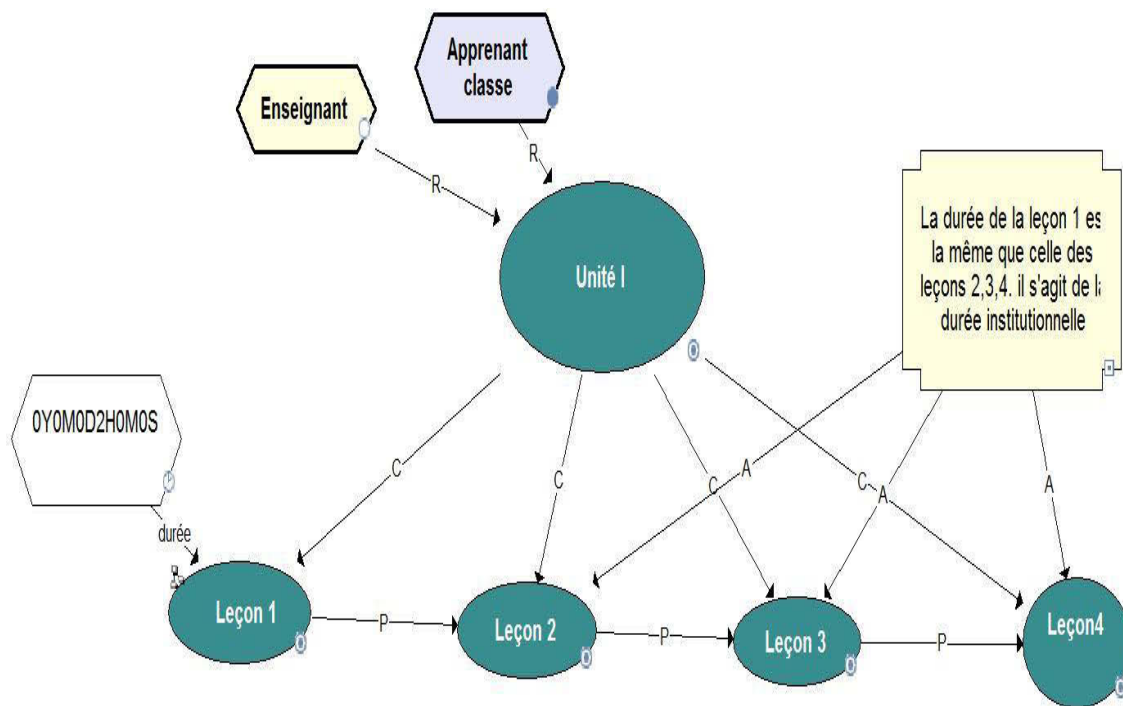 Apprenant
classe
Enseignant
R
R
Unité I
La durée de la leçon 1 es
la même que celle des
leçons 2,3,4. il s'agit de la
durée institutionnelle
0Y0M0D2H0M0S
durée
C
C
C
A
C
A
A
Leçon 1
P
Leçon 2
P
Leçon 3
P
Leçon4